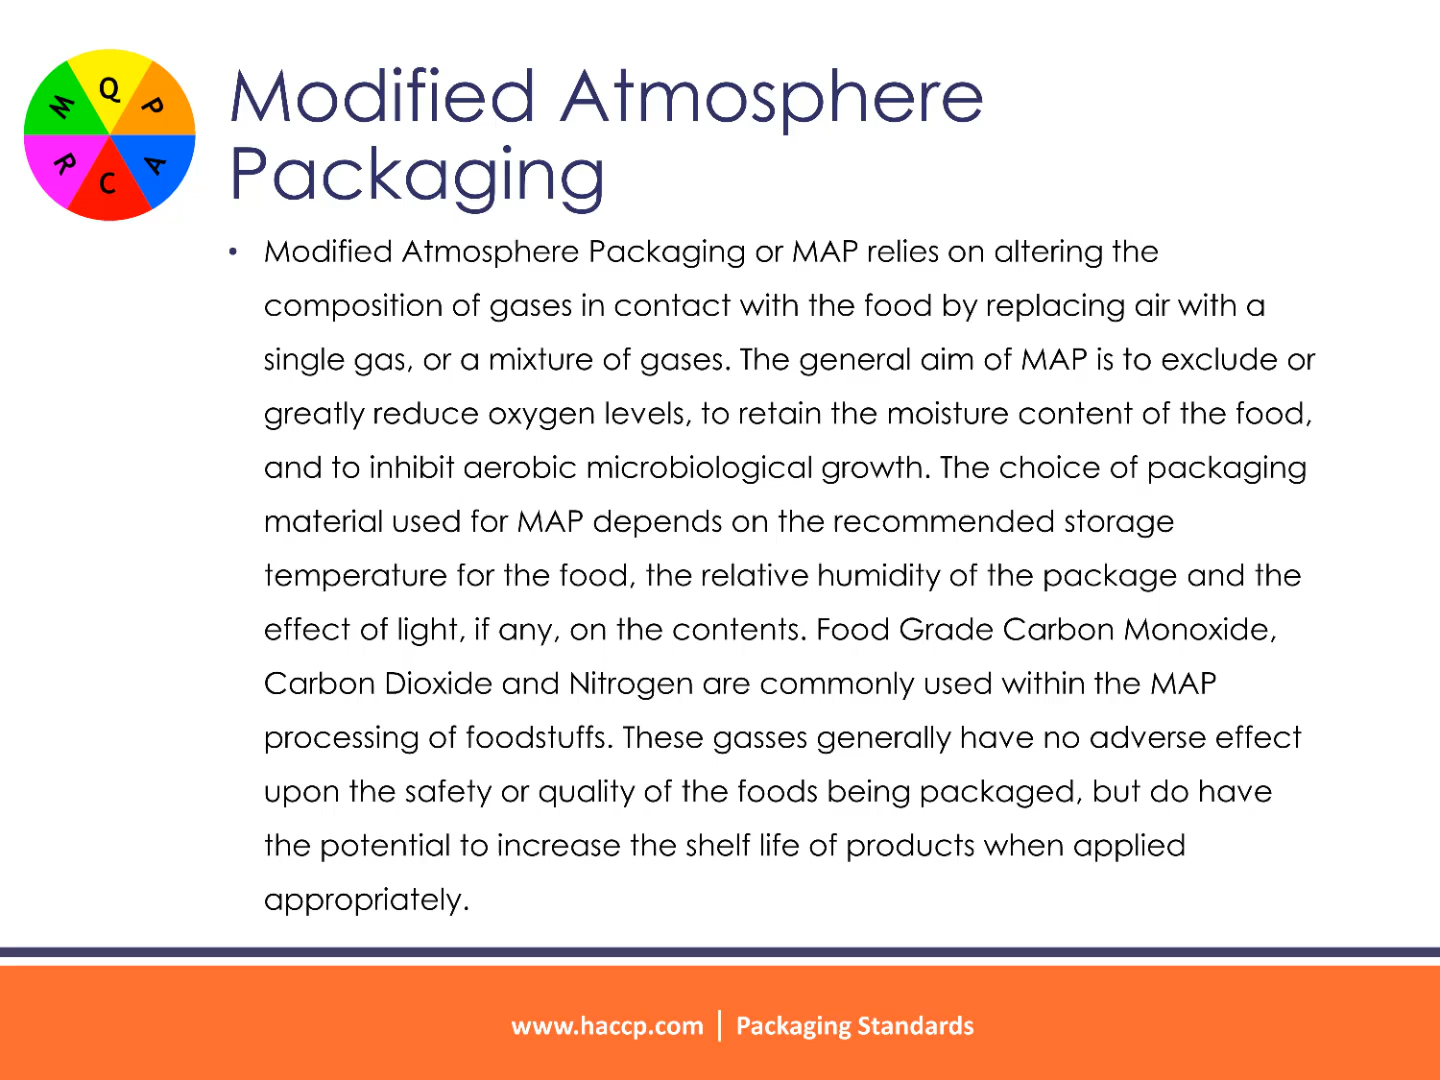 Q
P
A
C
R
M
Modified Atmosphere
Packaging
• Modified Atmosphere Packaging or MAP relies on altering the
composition of gases in contact with the food by replacing air with a
single gas, or a mixture of gases. The general aim of MAP is to exclude or
greatly reduce oxygen levels, to retain the moisture content of the food,
and to inhibit aerobic microbiological growth. The choice of packaging
material used for MAP depends on the recommended storage
temperature for the food, the relative humidity of the package and the
effect of light, if any, on the contents. Food Grade Carbon Monoxide,
Carbon Dioxide and Nitrogen are commonly used within the MAP
processing of foodstuffs. These gasses generally have no adverse effect
upon the safety or quality of the foods being packaged, but do have
the potential to increase the shelf life of products when applied
appropriately.
www.haccp.com | Packaging Standards